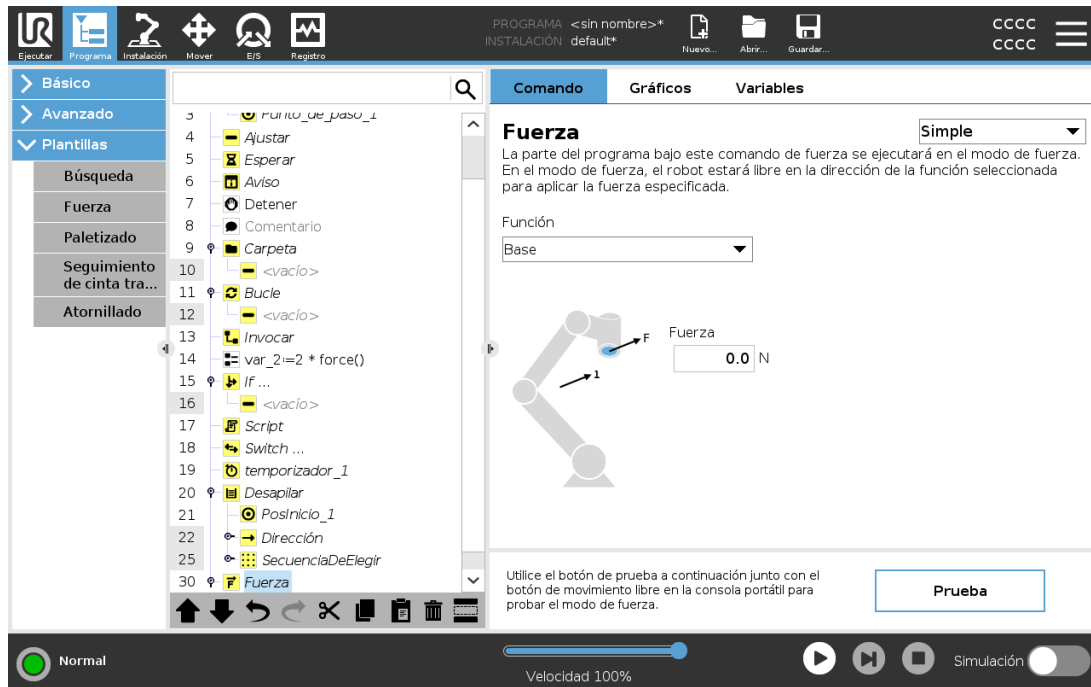 PROGRAMA <sin nombre>*
INSTALACIÓN default*
CCCC
CCCC
Ejecutar
Programa
Instalación
Mover
E/S
Registro
Nuevo...
Abrir...
Guardar...
Básico
Avanzado
Plantillas
Búsqueda
Fuerza
Paletizado
Seguimiento
de cinta tra...
Atornillado
3 Punto_de_paso_1
4 Ajustar
5 Esperar
6 Aviso
7 Detener
8 Comentario
9 Carpeta
10 <vacío>
11 Bucle
12 <vacío>
13 Invocar
14 var_2:=2 * force()
15 If ...
16 <vacío>
17 Script
18 Switch ...
19 temporizador_1
20 Desapilar
21 PosInicio_1
22 Dirección
25 SecuenciaDeElegir
30 Fuerza
Comando
Gráficos
Variables
Fuerza
Simple
La parte del programa bajo este comando de fuerza se ejecutará en el modo de fuerza.
En el modo de fuerza, el robot estará libre en la dirección de la función seleccionada
para aplicar la fuerza especificada.
Función
Base
F
1
Fuerza
0.0 N
Utilice el botón de prueba a continuación junto con el
botón de movimiento libre en la consola portátil para
probar el modo de fuerza.
Prueba
Normal
Velocidad 100%
Simulación